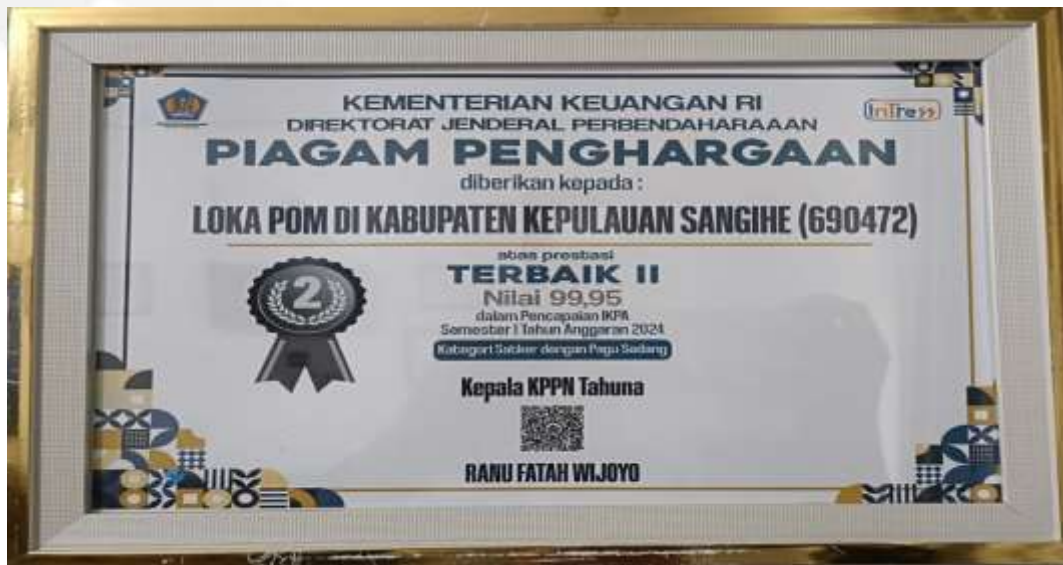 KEMENTERIAN KEUANGAN RI
InTress
DIREKTORAT JENDERAL PERBENDAHARAAAN
PIAGAM PENGHARGAAN
diberikan kepada :
LOKA POM DI KABUPATEN KEPULAUAN SANGIHE (690472)
atas prestasi
TERBAIK II
2
Nilai 99,95
dalam Pencapaian IKPA
Semester I Tahun Anggaran 2024
Kategori Satker dengan Pagu Sedang
Kepala KPPN Tahuna
RANU FATAH WIJOYO